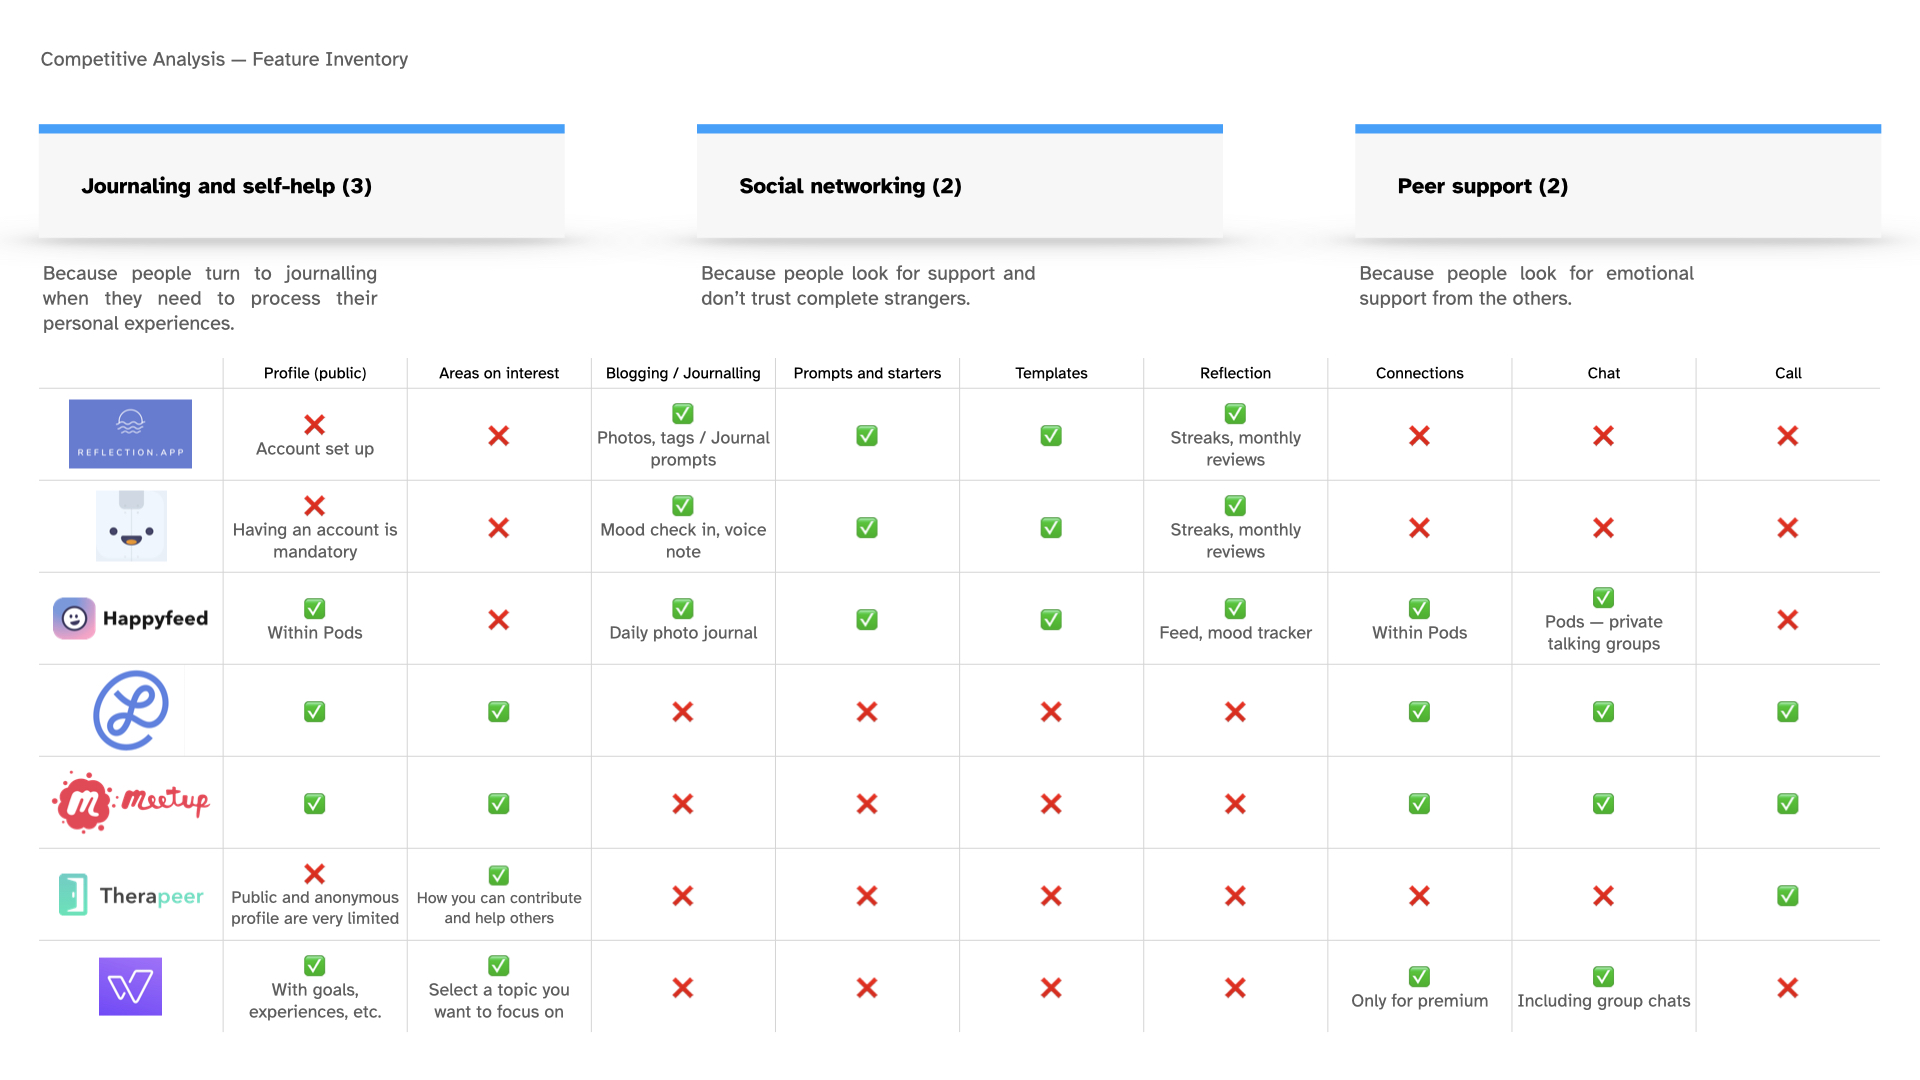 Competitive Analysis — Feature Inventory
Journaling and self-help (3)
Social networking (2)
Peer support (2)
Because people turn to journalling
when they need to process their
personal experiences.
Because people look for support and
don’t trust complete strangers.
Because people look for emotional
support from the others.
Profile (public)
Areas on interest
Blogging / Journalling
Prompts and starters
Templates
Reflection
Connections
Chat
Call
REFLECTION.APP
Account set up
Photos, tags / Journal
prompts
Streaks, monthly
reviews
Having an account is
mandatory
Mood check in, voice
note
Streaks, monthly
reviews
Happyfeed
Within Pods
Daily photo journal
Feed, mood tracker
Within Pods
Pods — private
talking groups
m meetup
Therapeer
Public and anonymous
profile are very limited
How you can contribute
and help others
With goals,
experiences, etc.
Select a topic you
want to focus on
Only for premium
Including group chats